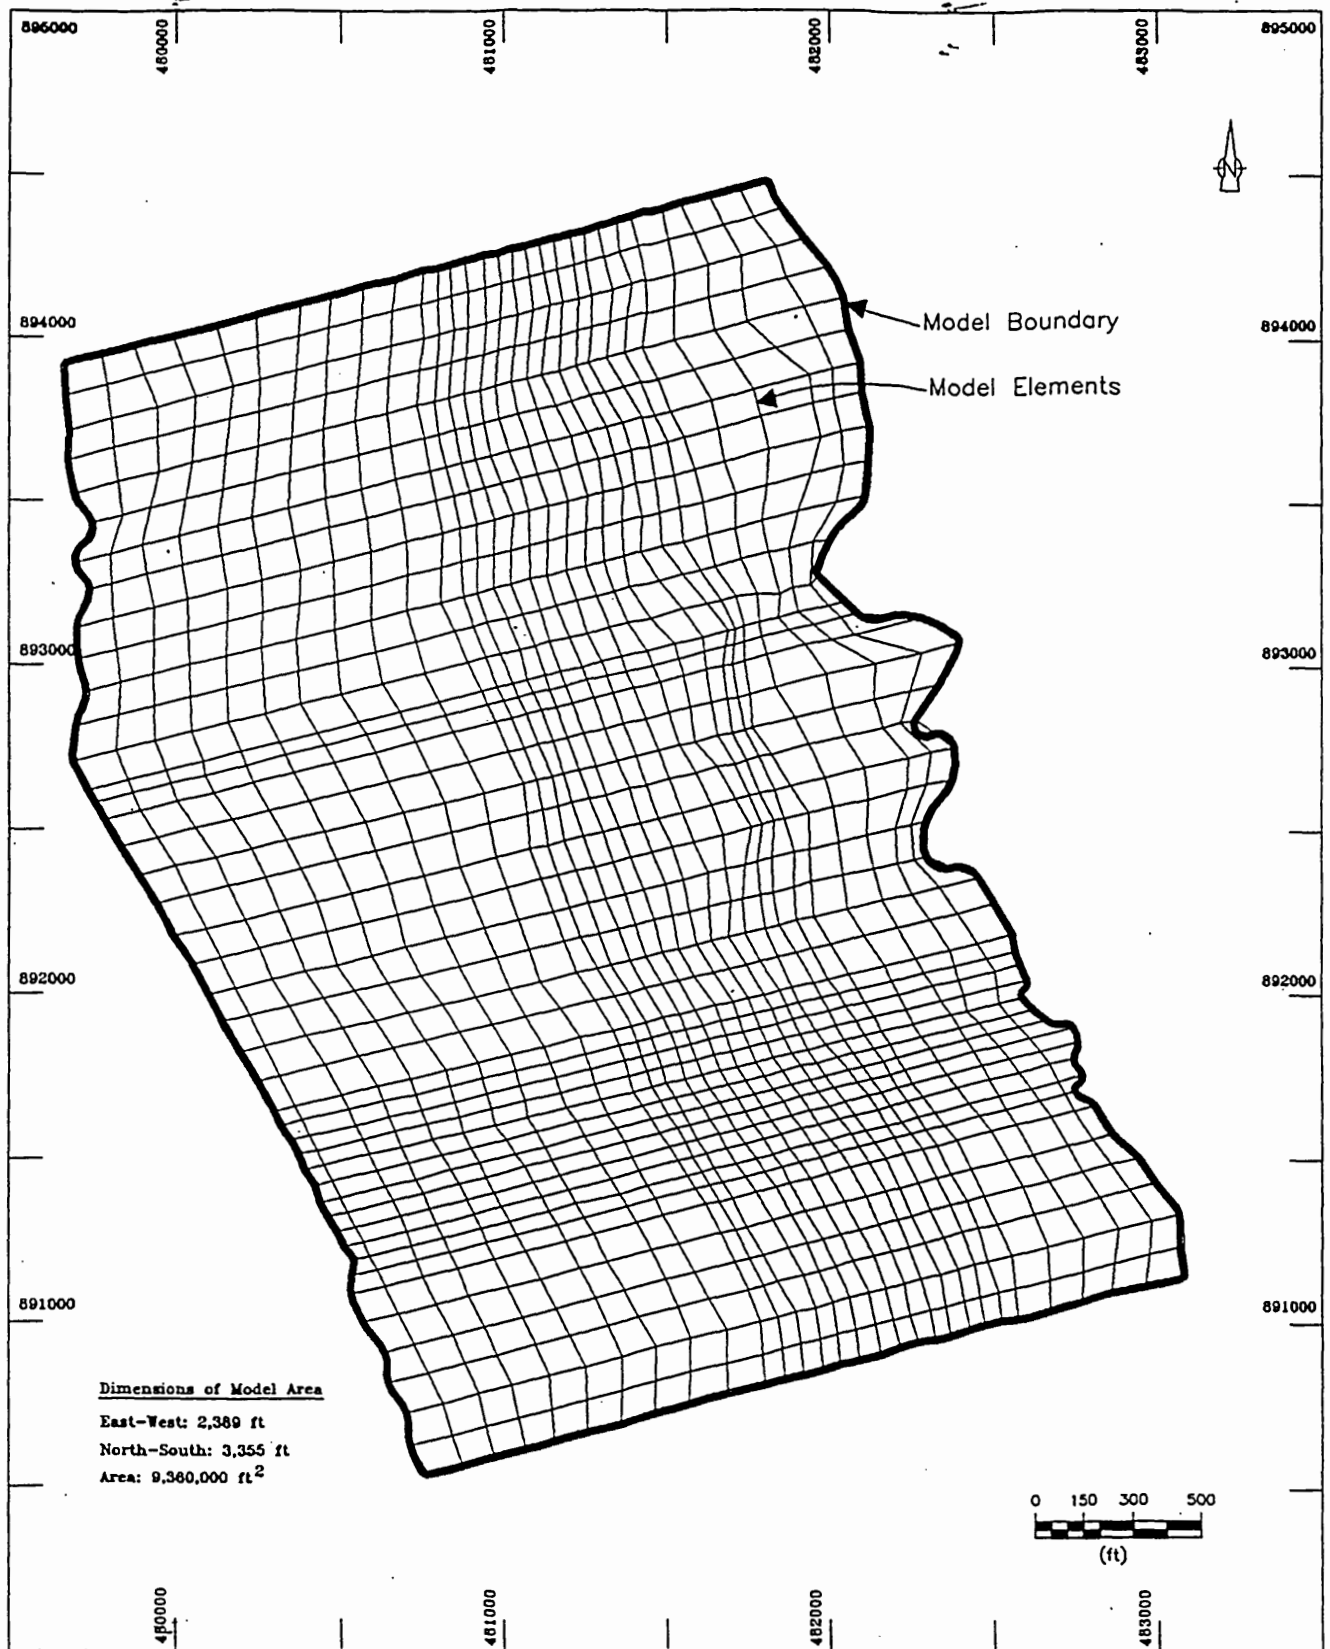 895000
480000
481000
482000
483000
895000
N
894000
894000
Model Boundary
Model Elements
893000
893000
892000
892000
891000
891000
Dimensions of Model Area
East-West: 2,389 ft
North-South: 3,355 ft
Area: 9,360,000 ft²
0 150 300 500
(ft)
480000
481000
482000
483000